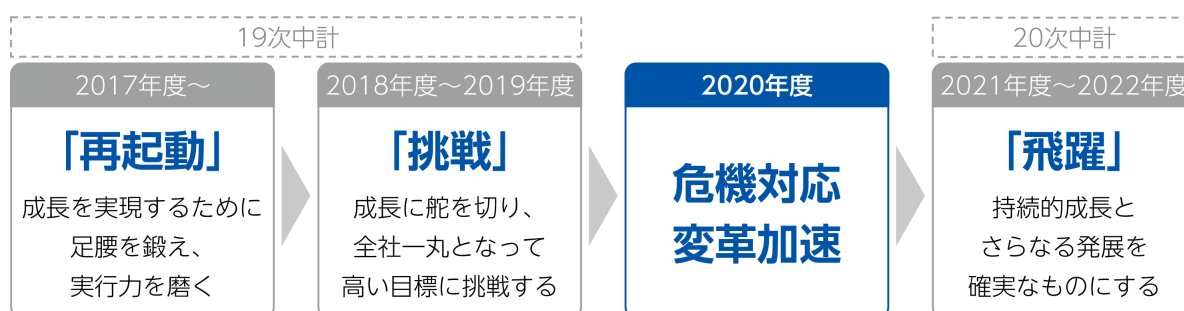 19次中計
2017年度～
「再起動」
成長を実現するために
足腰を鍛え、
実行力を磨く
2018年度～2019年度
「挑戦」
成長に舵を切り、
全社一丸となって
高い目標に挑戦する
2020年度
危機対応
変革加速
20次中計
2021年度～2022年度
「飛躍」
持続的成長と
さらなる発展を
確実なものにする